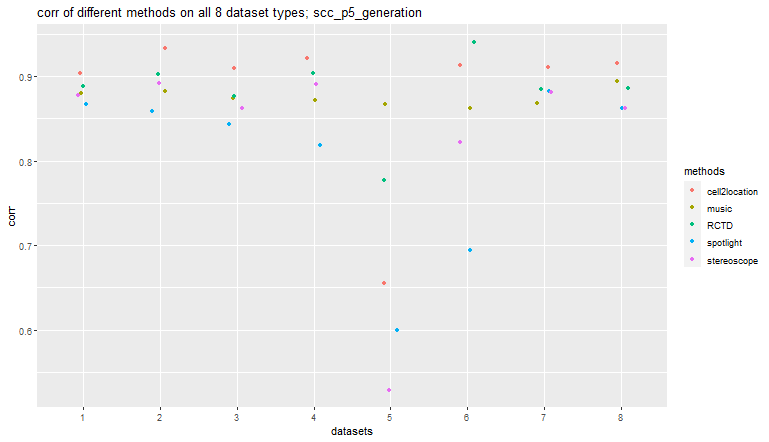 corr of different methods on all 8 dataset types; scc_p5_generation
0.9
0.8
0.7
0.6
corr
1 2 3 4 5 6 7 8
datasets
methods
cell2location
music
RCTD
spotlight
stereoscope